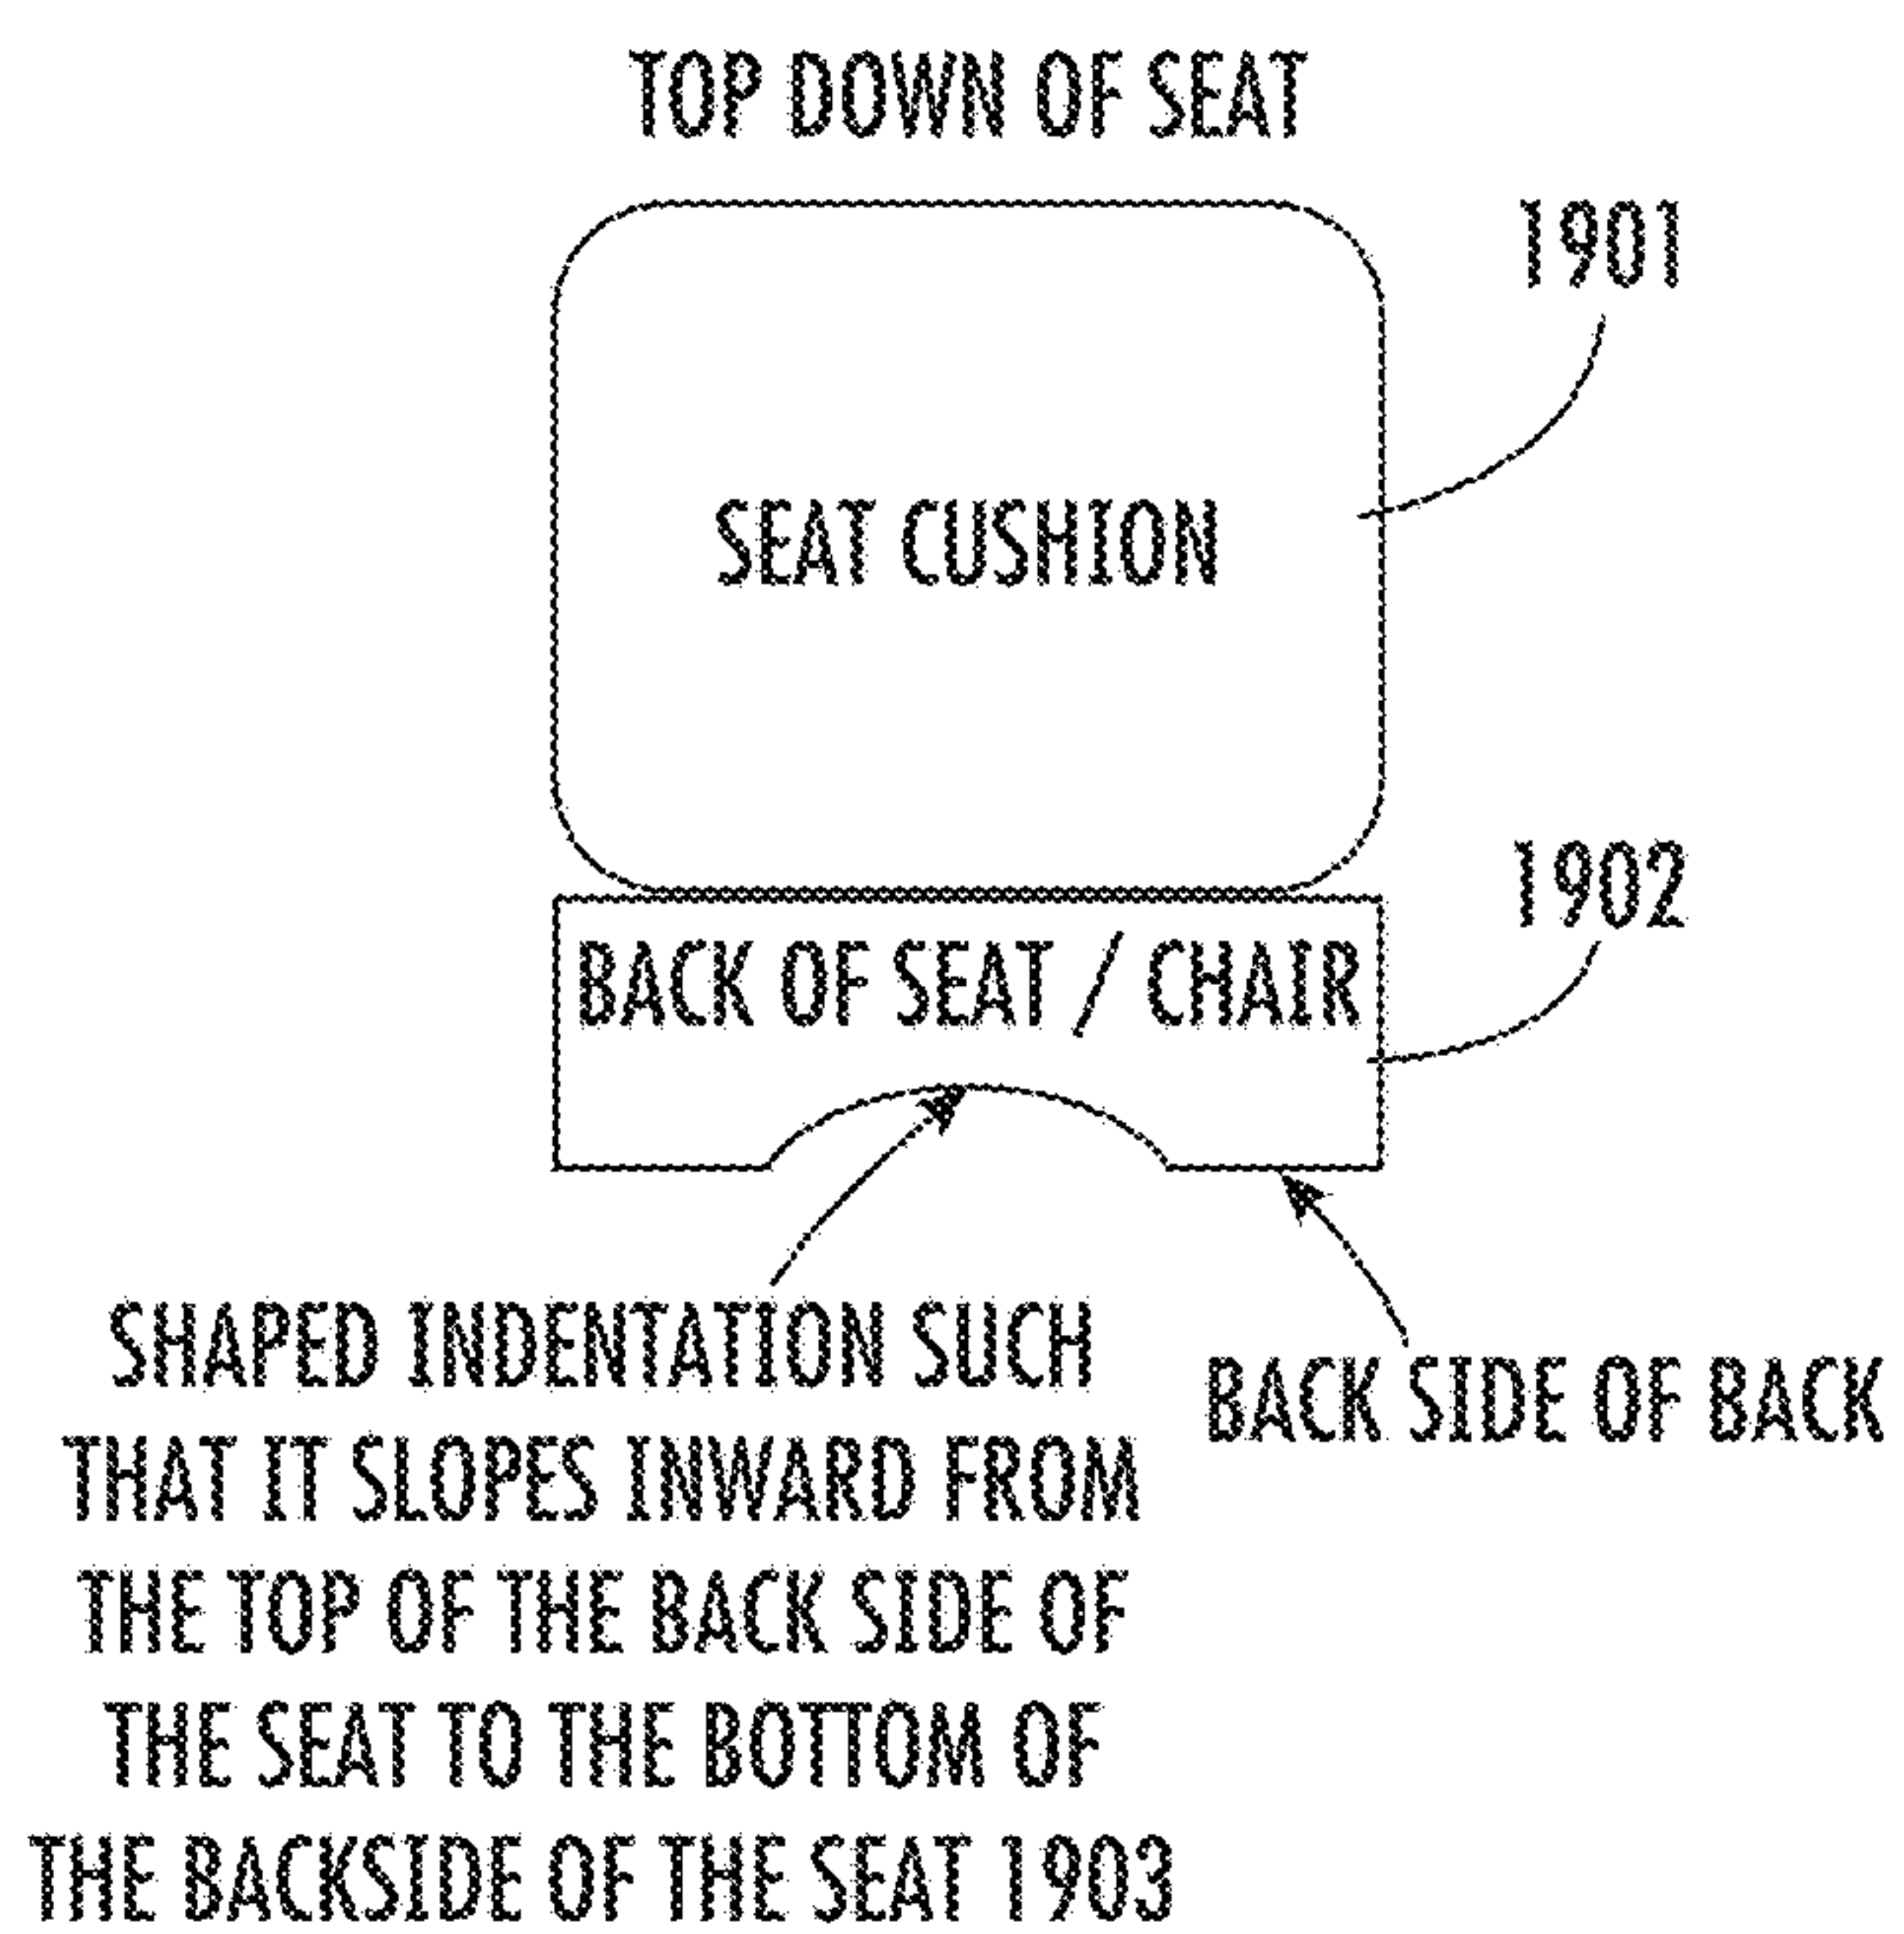 TOP DOWN OF SEAT
1901
SEAT CUSHION
1902
BACK OF SEAT / CHAIR
SHAPED INDENTATION SUCH
THAT IT SLOPES INWARD FROM
THE TOP OF THE BACK SIDE OF
THE SEAT TO THE BOTTOM OF
THE BACKSIDE OF THE SEAT 1903
BACK SIDE OF BACK